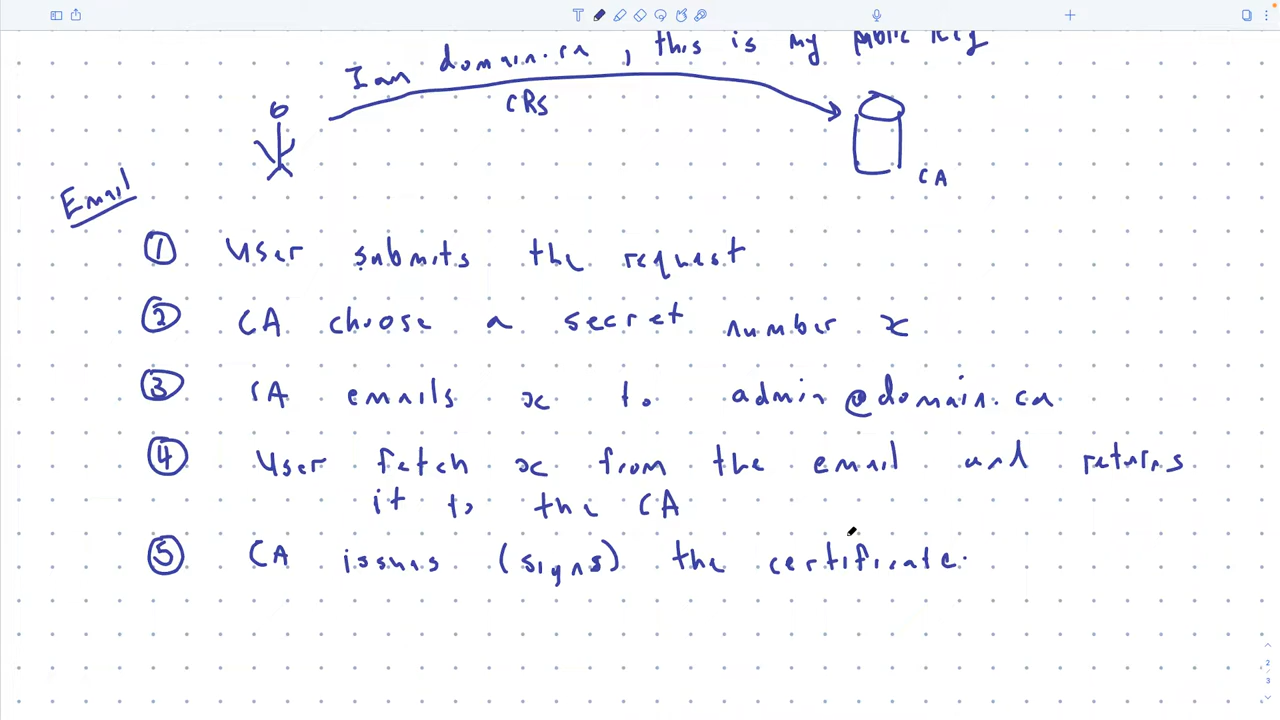 I am domain.ca, this is my public key
CRS
CA
Email
① User submits the request
② CA choose a secret number x
③ CA emails x to admin@domain.ca
④ User fetch x from the email and returns
it to the CA
⑤ CA issues (signs) the certificate.
2
3